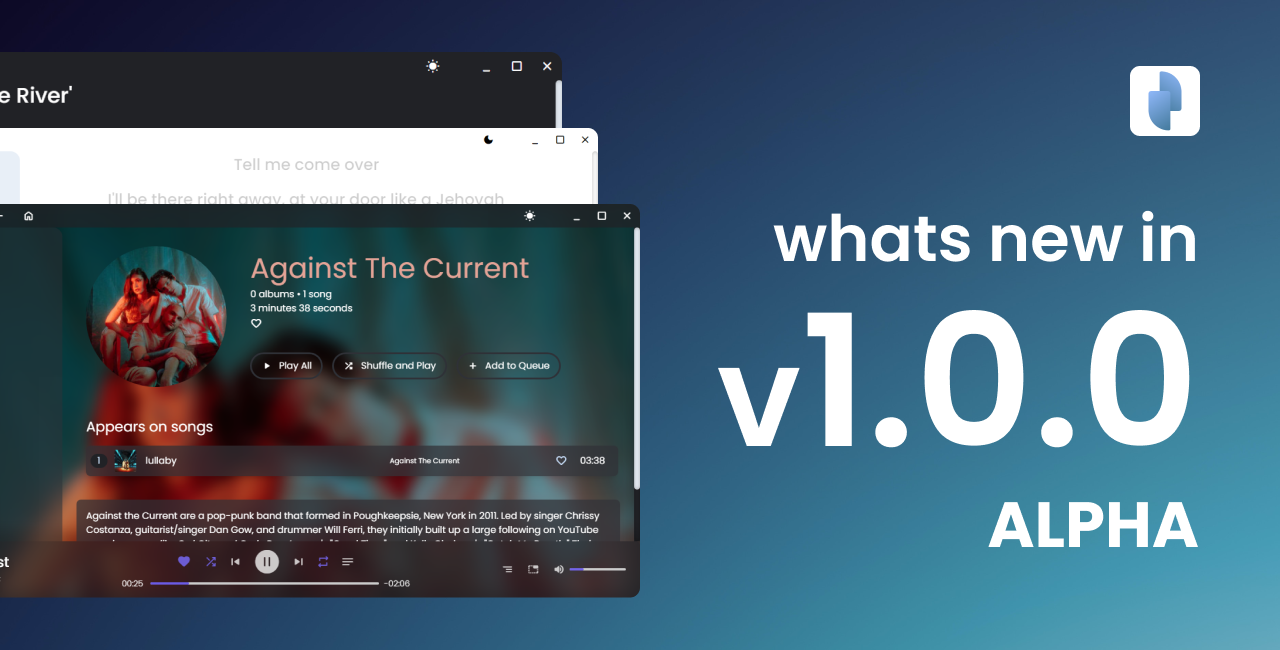 e River'
Tell me come over
I'll be there right away, at your door like a Jehovah
Against The Current
0 albums • 1 song
3 minutes 38 seconds
Play All
Shuffle and Play
Add to Queue
Appears on songs
1 lullaby Against The Current 03:38
Against the Current are a pop-punk band that formed in Poughkeepsie, New York in 2011. Led by singer Chrissy
Costanza, guitarist/singer Dan Gow, and drummer Will Ferri, they initially built up a large following on YouTube
st
00:25 -02:06
whats new in
v1.0.0
ALPHA